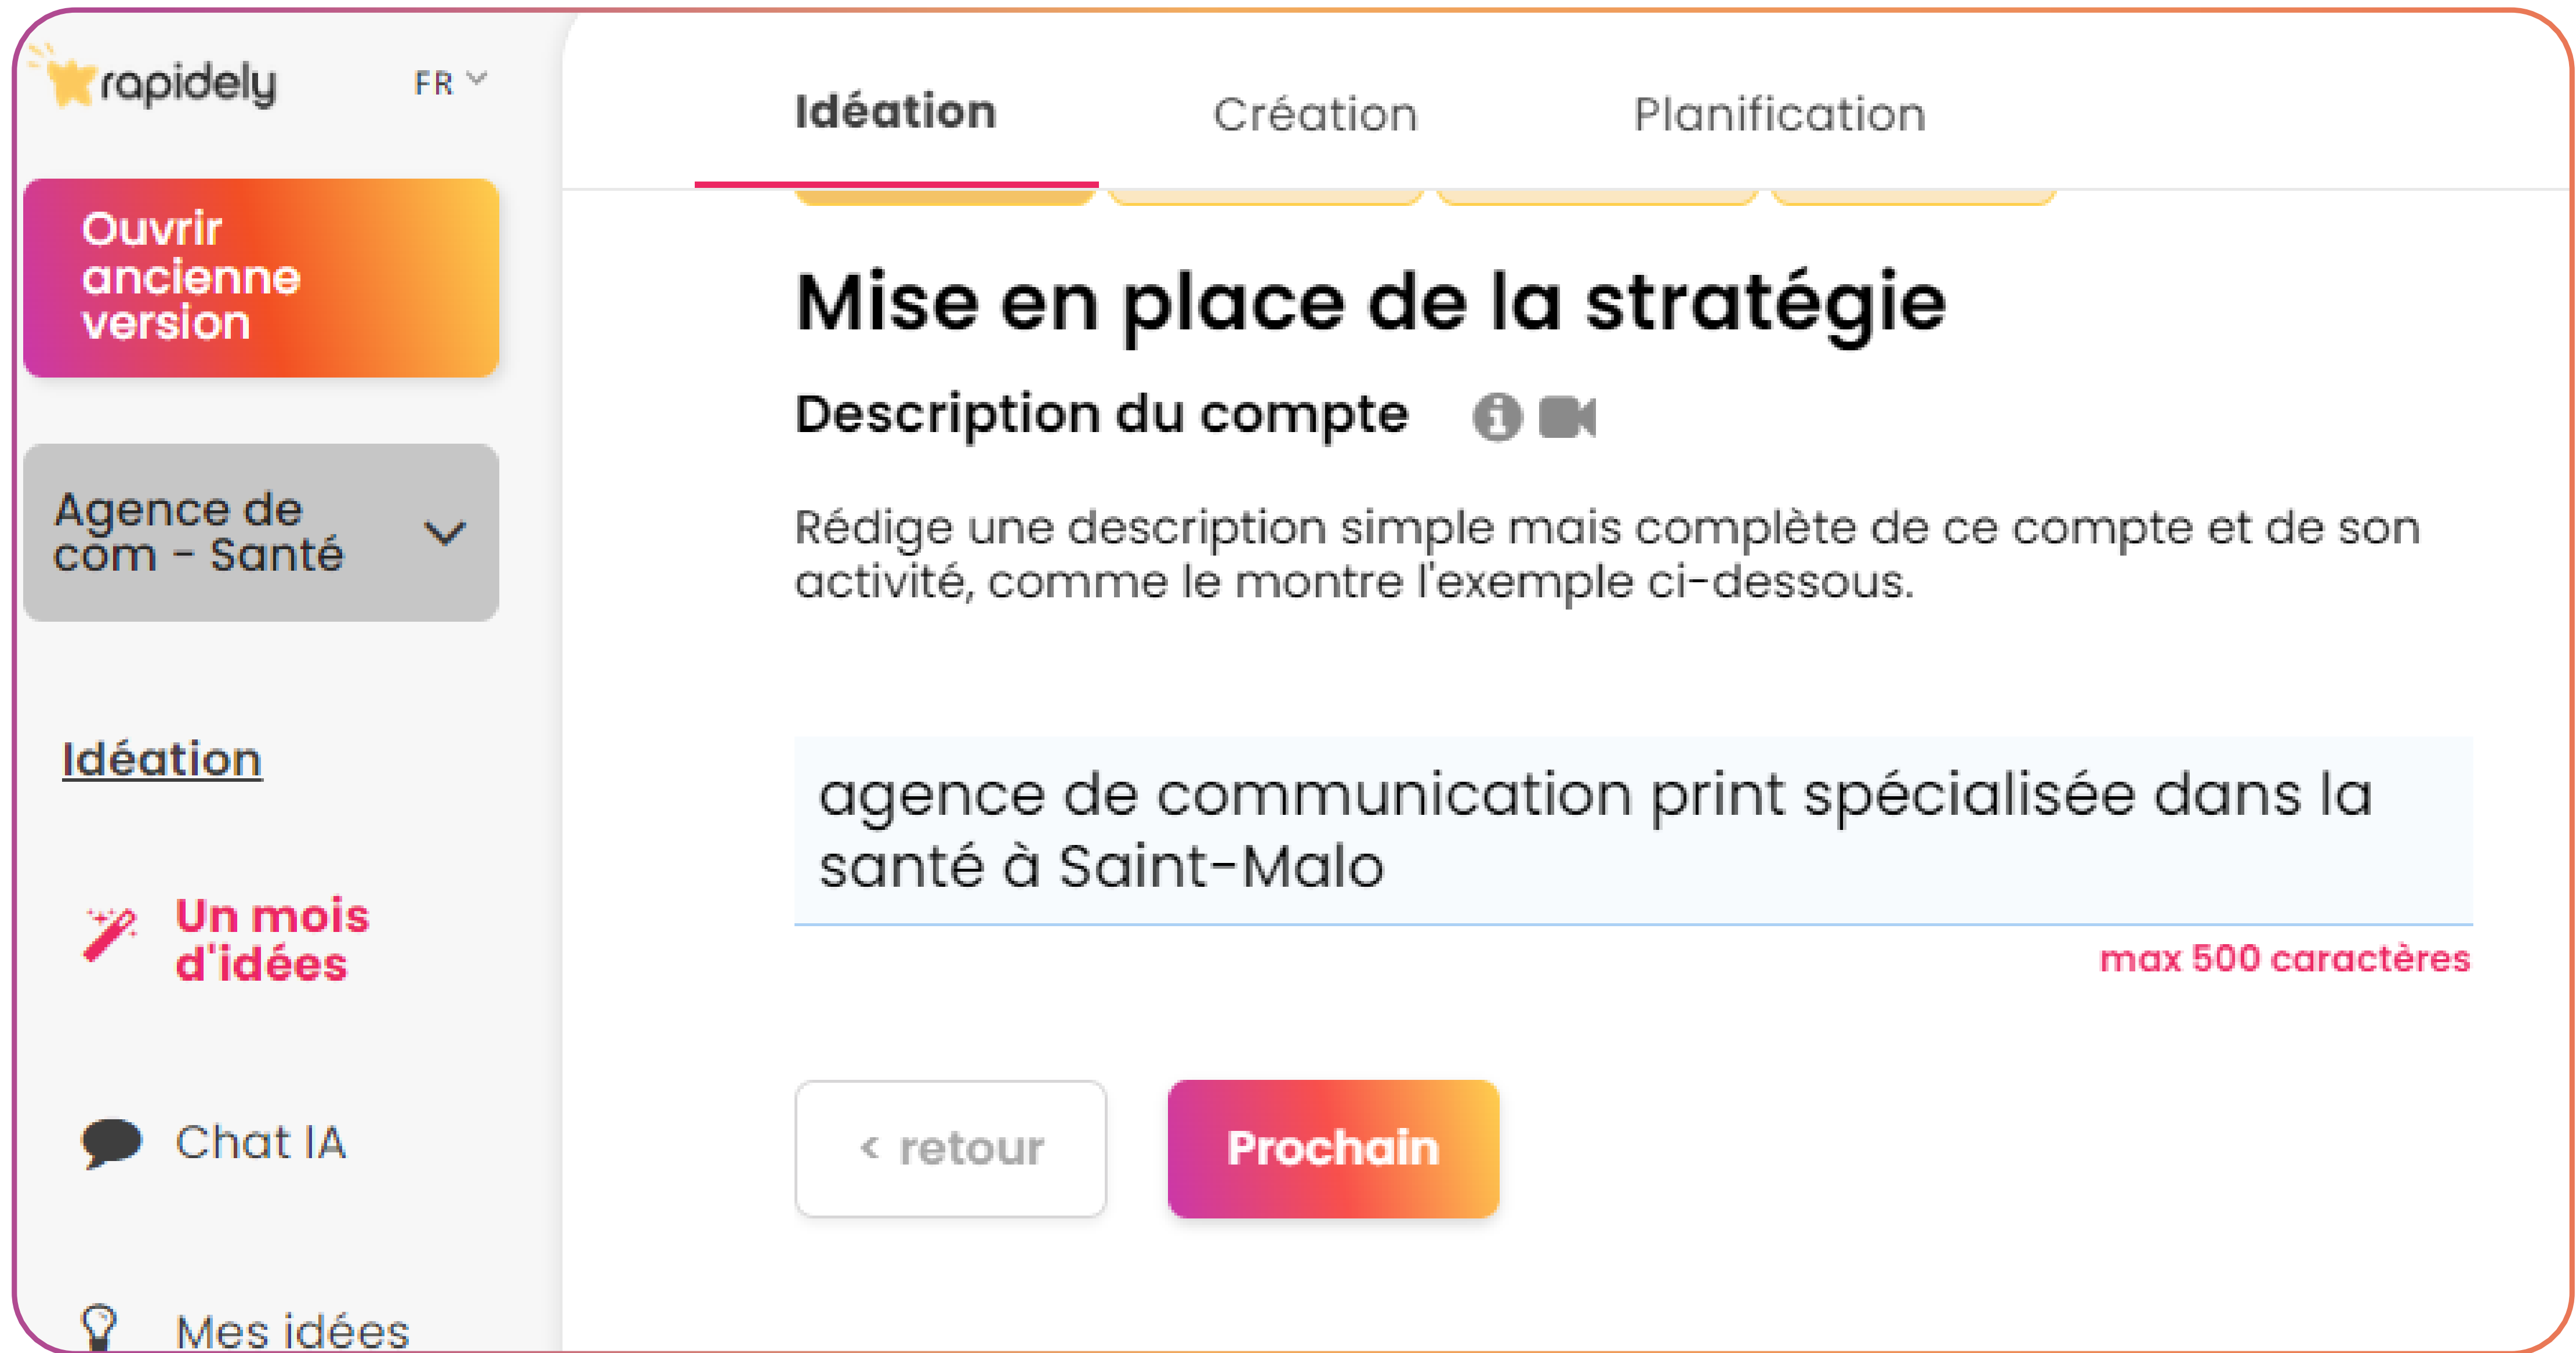 rapidely
FR
Ouvrir
ancienne
version
Agence de
com - Santé
Idéation
Un mois
d'idées
Chat IA
Mes idées
Idéation
Création
Planification
Mise en place de la stratégie
Description du compte
Rédige une description simple mais complète de ce compte et de son
activité, comme le montre l'exemple ci-dessous.
agence de communication print spécialisée dans la
santé à Saint-Malo
max 500 caractères
< retour
Prochain